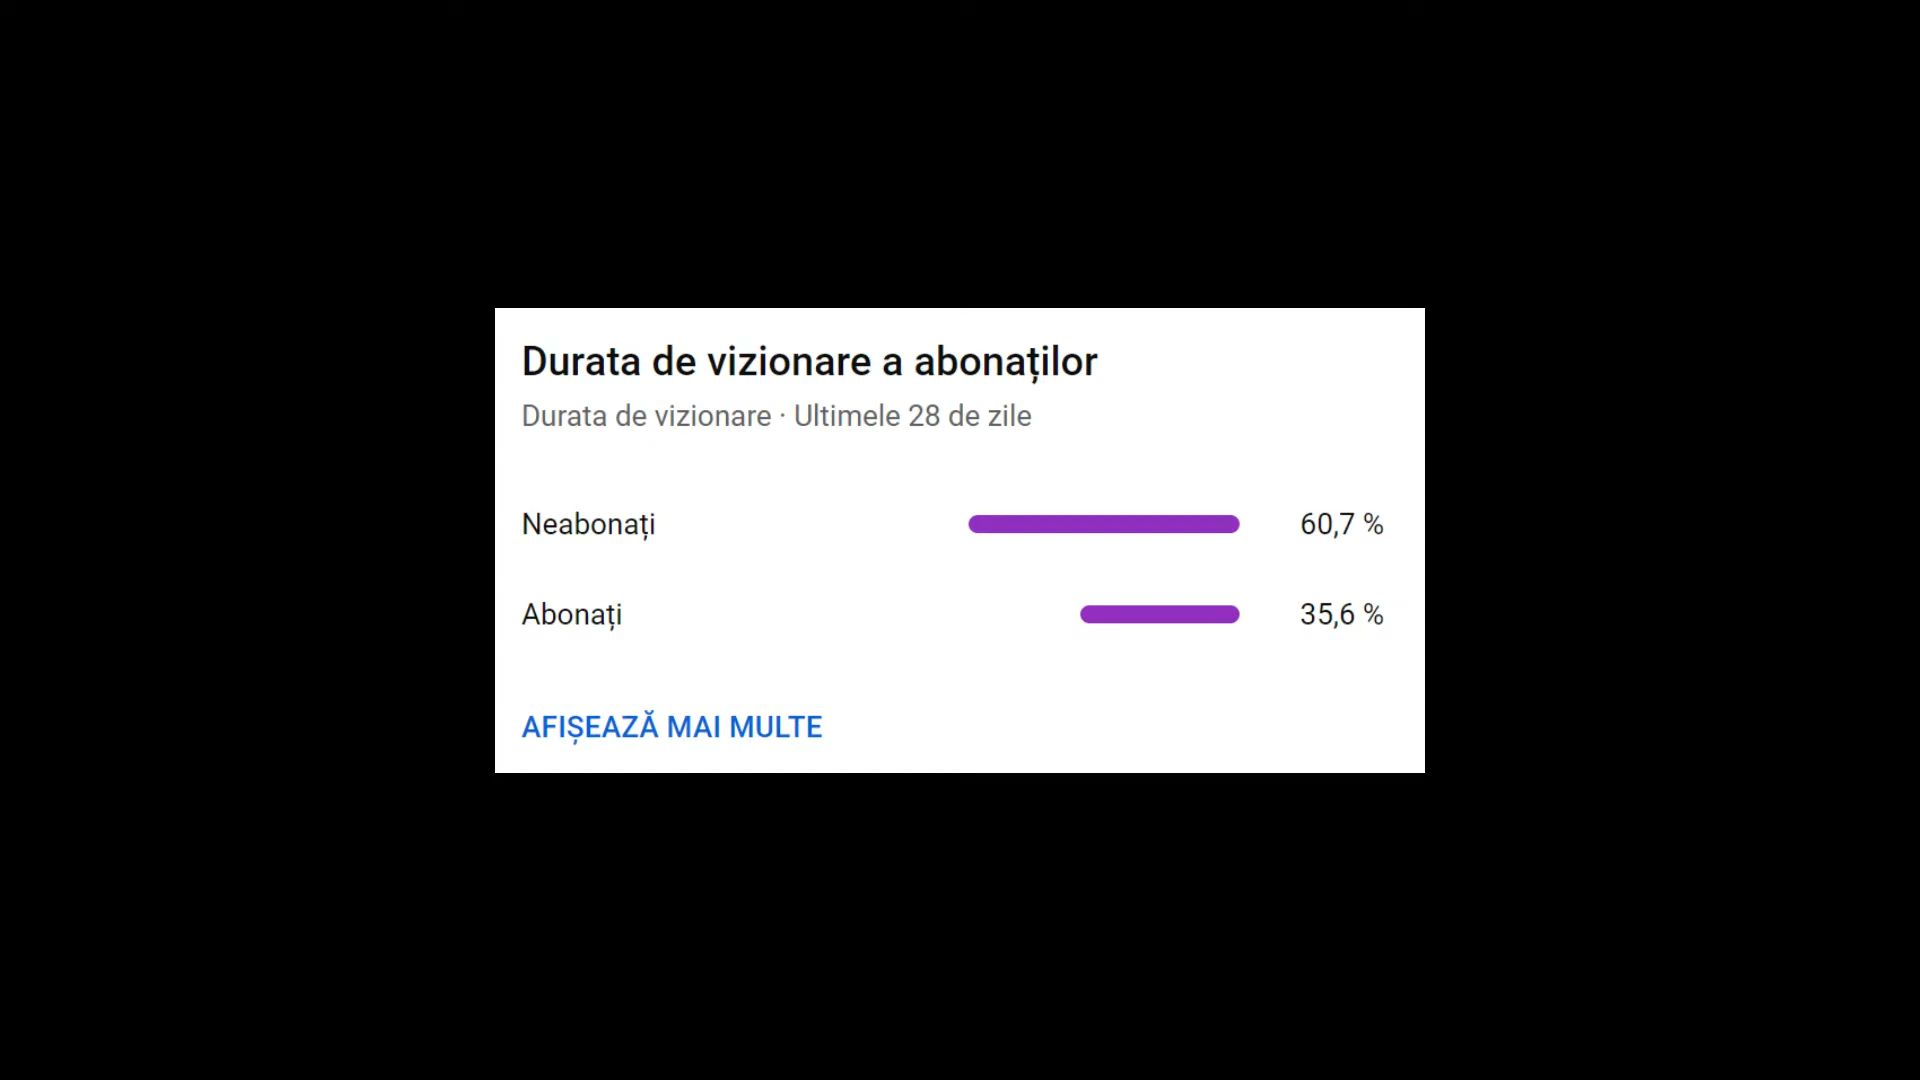 Durata de vizionare a abonaților
Durata de vizionare · Ultimele 28 de zile
Neabonați 60,7 %
Abonați 35,6 %
AFIȘEAZĂ MAI MULTE